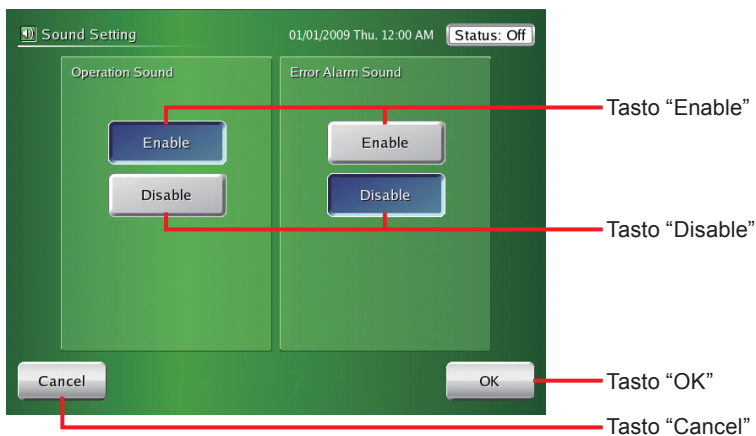 Sound Setting
01/01/2009 Thu. 12:00 AM
Status: Off
Operation Sound
Error Alarm Sound
Enable
Enable
Tasto “Enable”
Disable
Disable
Tasto “Disable”
Cancel
OK
Tasto “OK”
Tasto “Cancel”